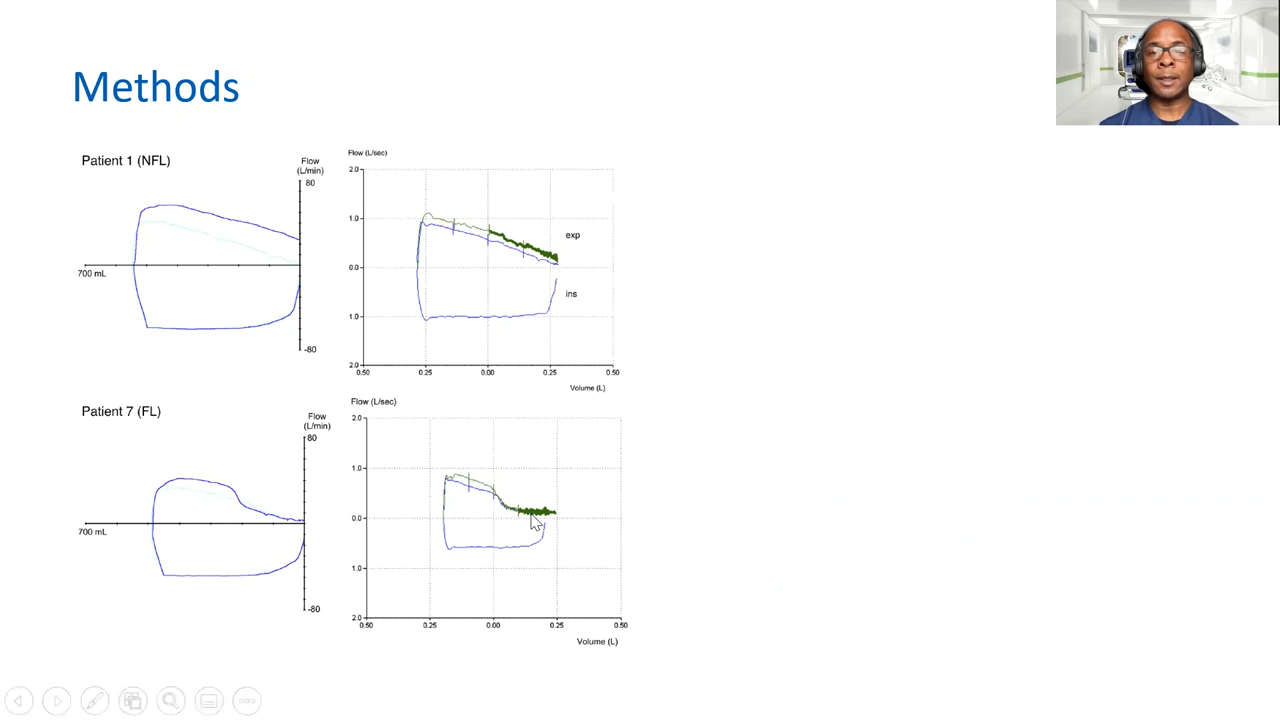 Methods
Patient 1 (NFL)
Flow
(L/min)
80
700 mL
-80
Flow (L/sec)
2.0
1.0
0.0
1.0
2.0
exp
ins
0.50
0.25
0.00
0.25
0.50
Volume (L)
Patient 7 (FL)
Flow
(L/min)
80
700 mL
-80
Flow (L/sec)
2.0
1.0
0.0
1.0
2.0
0.50
0.25
0.00
0.25
0.50
Volume (L)